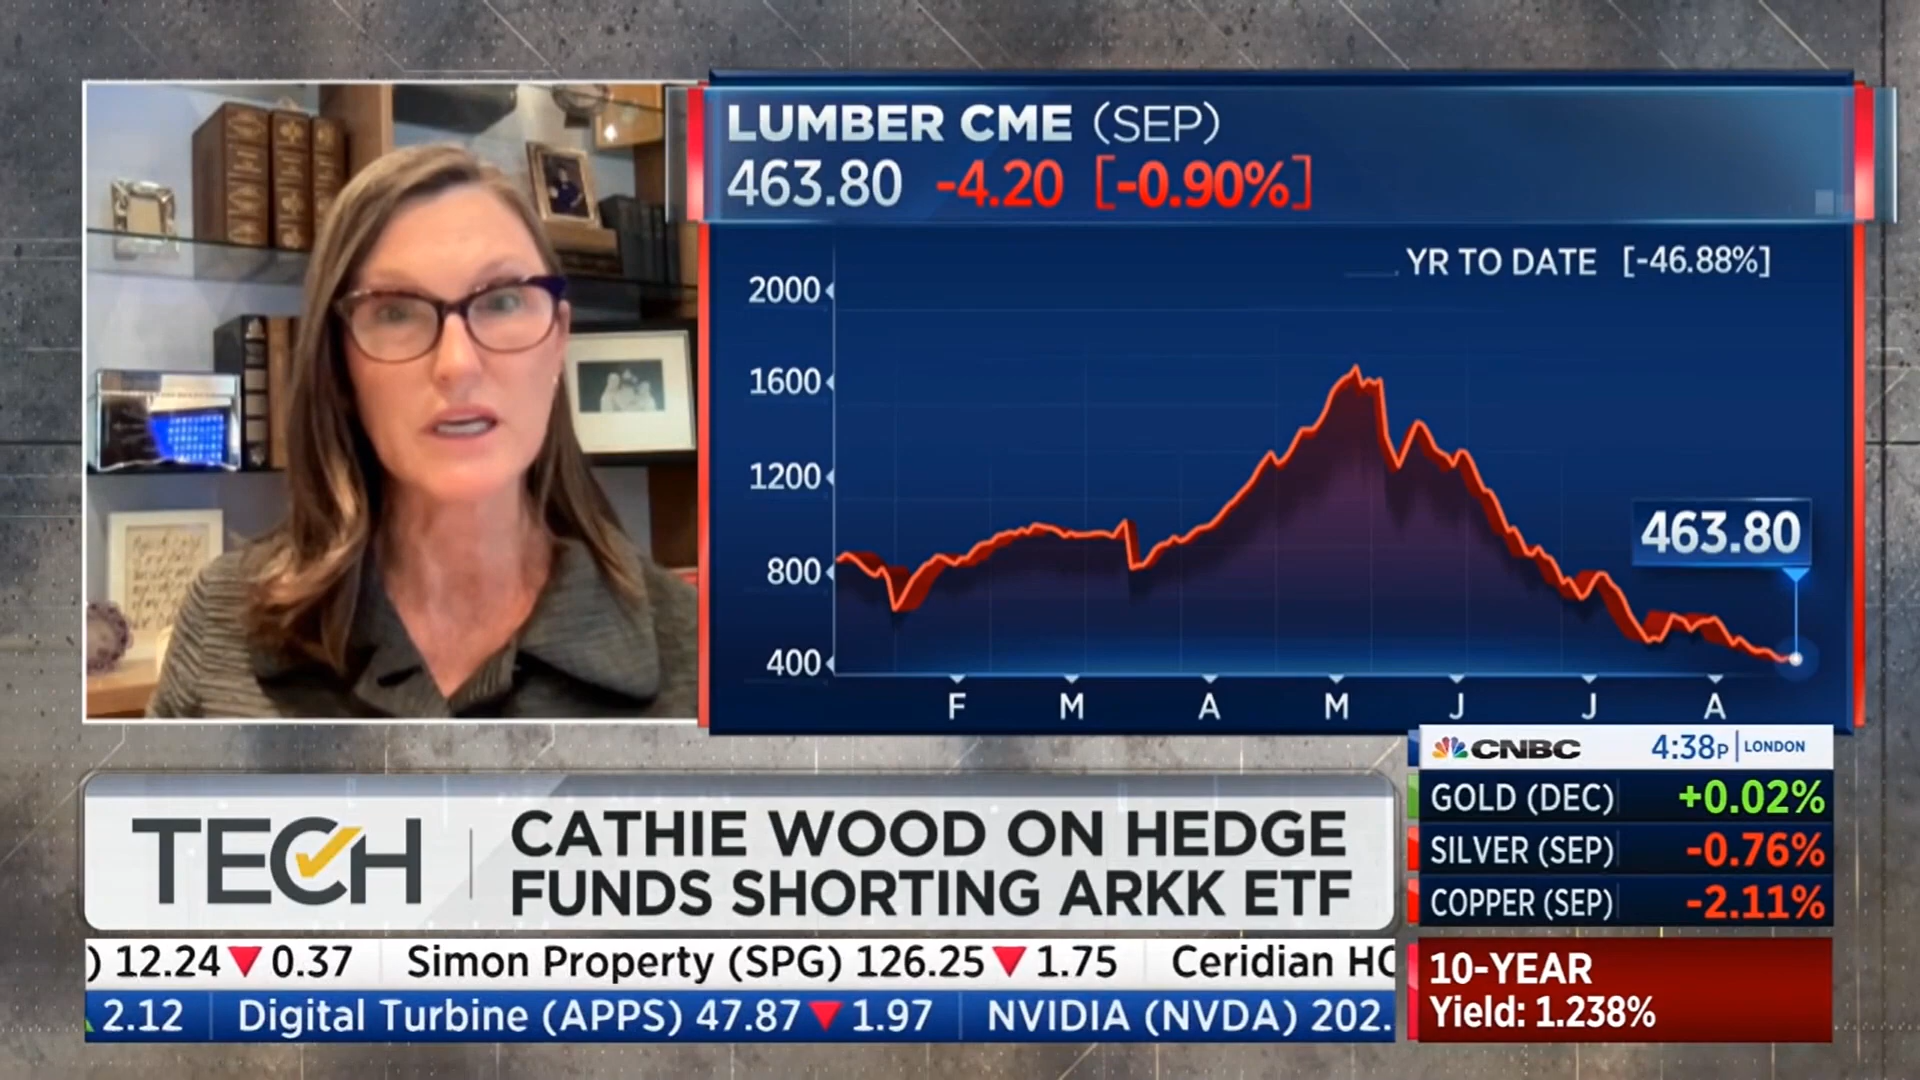 LUMBER CME (SEP)
463.80 -4.20 [-0.90%]
YR TO DATE [-46.88%]
2000
1600
1200
800
400
463.80
F M A M J J A
CNBC 4:38P LONDON
GOLD (DEC) +0.02%
SILVER (SEP) -0.76%
COPPER (SEP) -2.11%
10-YEAR
Yield: 1.238%
TECH
CATHIE WOOD ON HEDGE
FUNDS SHORTING ARKK ETF
) 12.24 ▼ 0.37 Simon Property (SPG) 126.25 ▼ 1.75 Ceridian HC
2.12 Digital Turbine (APPS) 47.87 ▼ 1.97 NVIDIA (NVDA) 202.